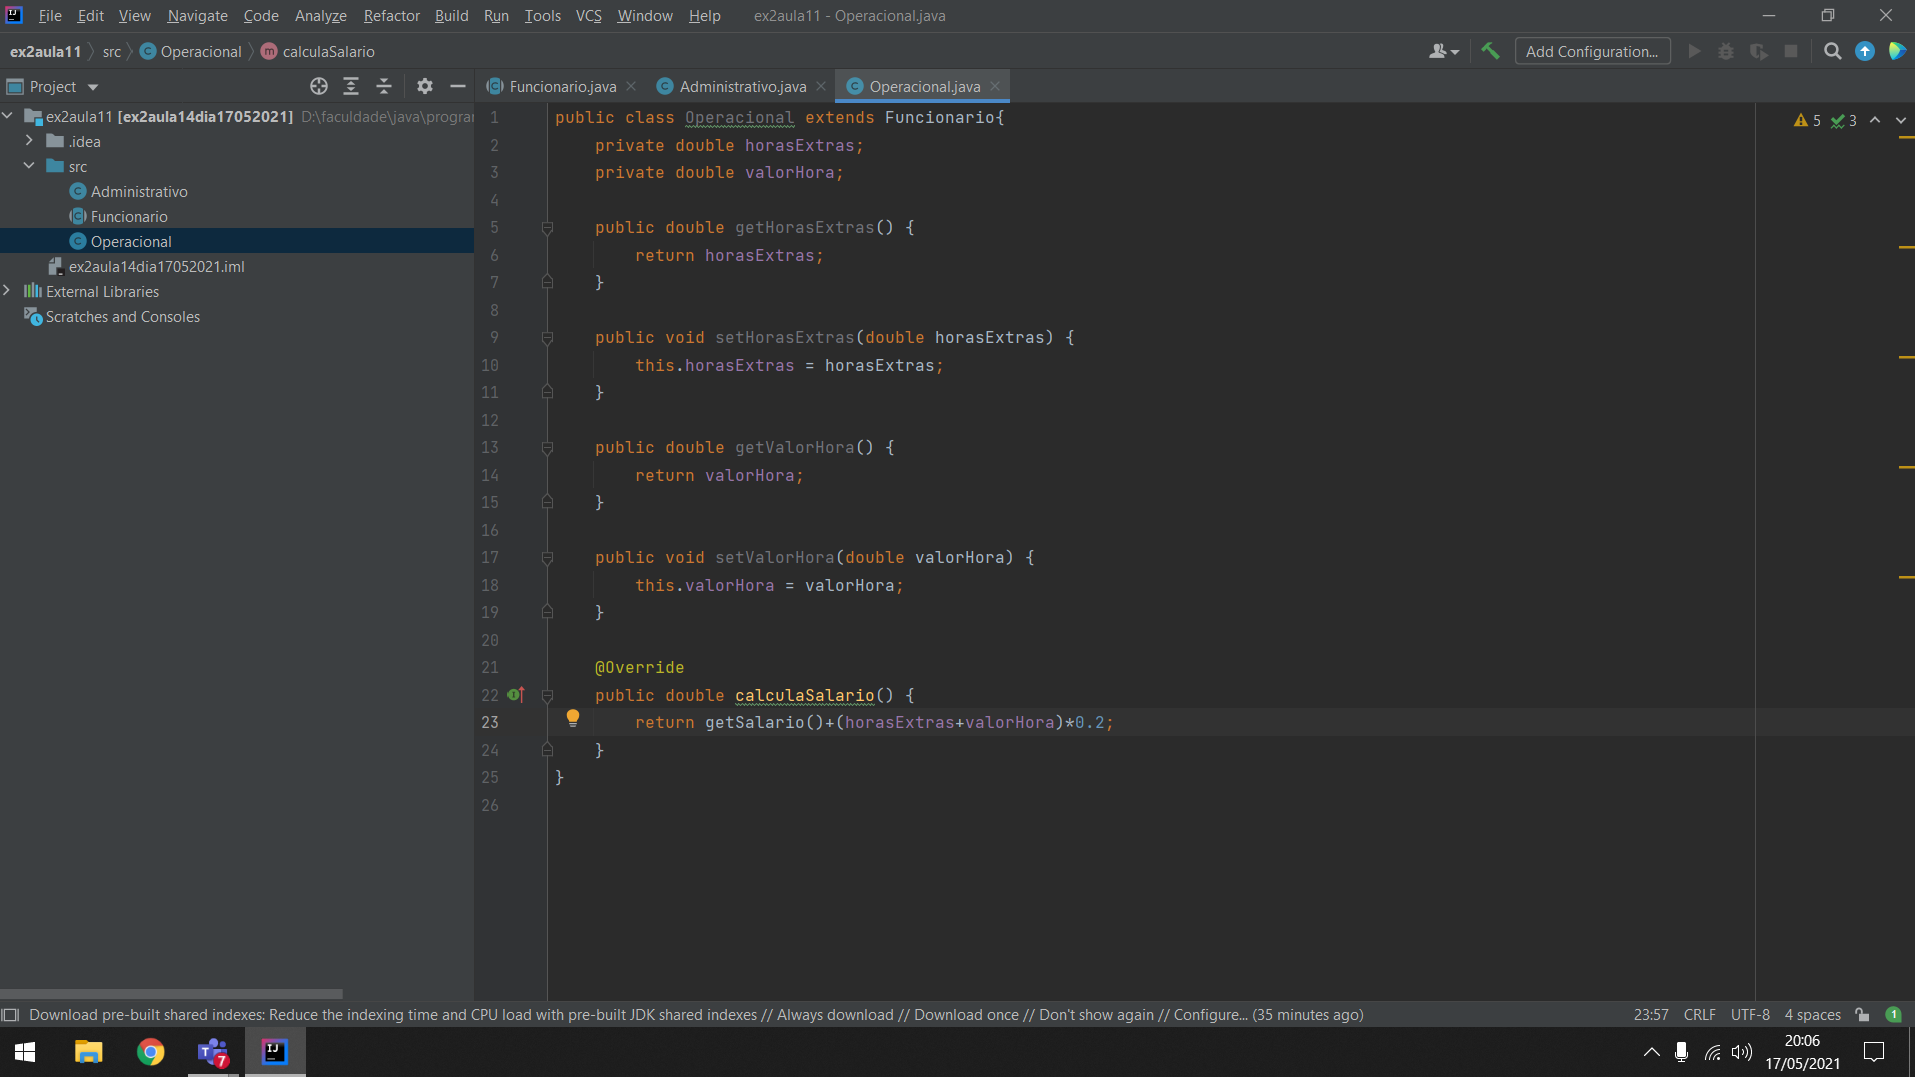 File Edit View Navigate Code Analyze Refactor Build Run Tools VCS Window Help ex2aula11 - Operacional.java
ex2aula11 src Operacional calculaSalario Add Configuration...
Project Funcionario.java Administrativo.java Operacional.java
ex2aula11 [ex2aula14dia17052021] D:\faculdade\java\progra
.idea
src
Administrativo
Funcionario
Operacional
ex2aula14dia17052021.iml
External Libraries
Scratches and Consoles
5 3
1 public class Operacional extends Funcionario{
2 private double horasExtras;
3 private double valorHora;
4
5 public double getHorasExtras() {
6 return horasExtras;
7 }
8
9 public void setHorasExtras(double horasExtras) {
10 this.horasExtras = horasExtras;
11 }
12
13 public double getValorHora() {
14 return valorHora;
15 }
16
17 public void setValorHora(double valorHora) {
18 this.valorHora = valorHora;
19 }
20
21 @Override
22 public double calculaSalario() {
23 return getSalario()+(horasExtras+valorHora)*0.2;
24 }
25 }
26
Download pre-built shared indexes: Reduce the indexing time and CPU load with pre-built JDK shared indexes // Always download // Download once // Don't show again // Configure... (35 minutes ago) 23:57 CRLF UTF-8 4 spaces 1
7
20:06
17/05/2021